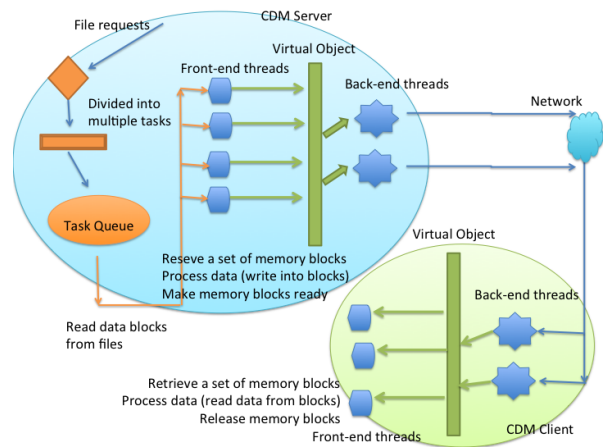 File requests
CDM Server
Virtual Object
Front-end threads
Back-end threads
Network
Divided into
multiple tasks
Task Queue
Reseve a set of memory blocks
Process data (write into blocks)
Make memory blocks ready
Read data blocks
from files
Virtual Object
Back-end threads
Retrieve a set of memory blocks
Process data (read data from blocks)
Release memory blocks
Front-end threads
CDM Client